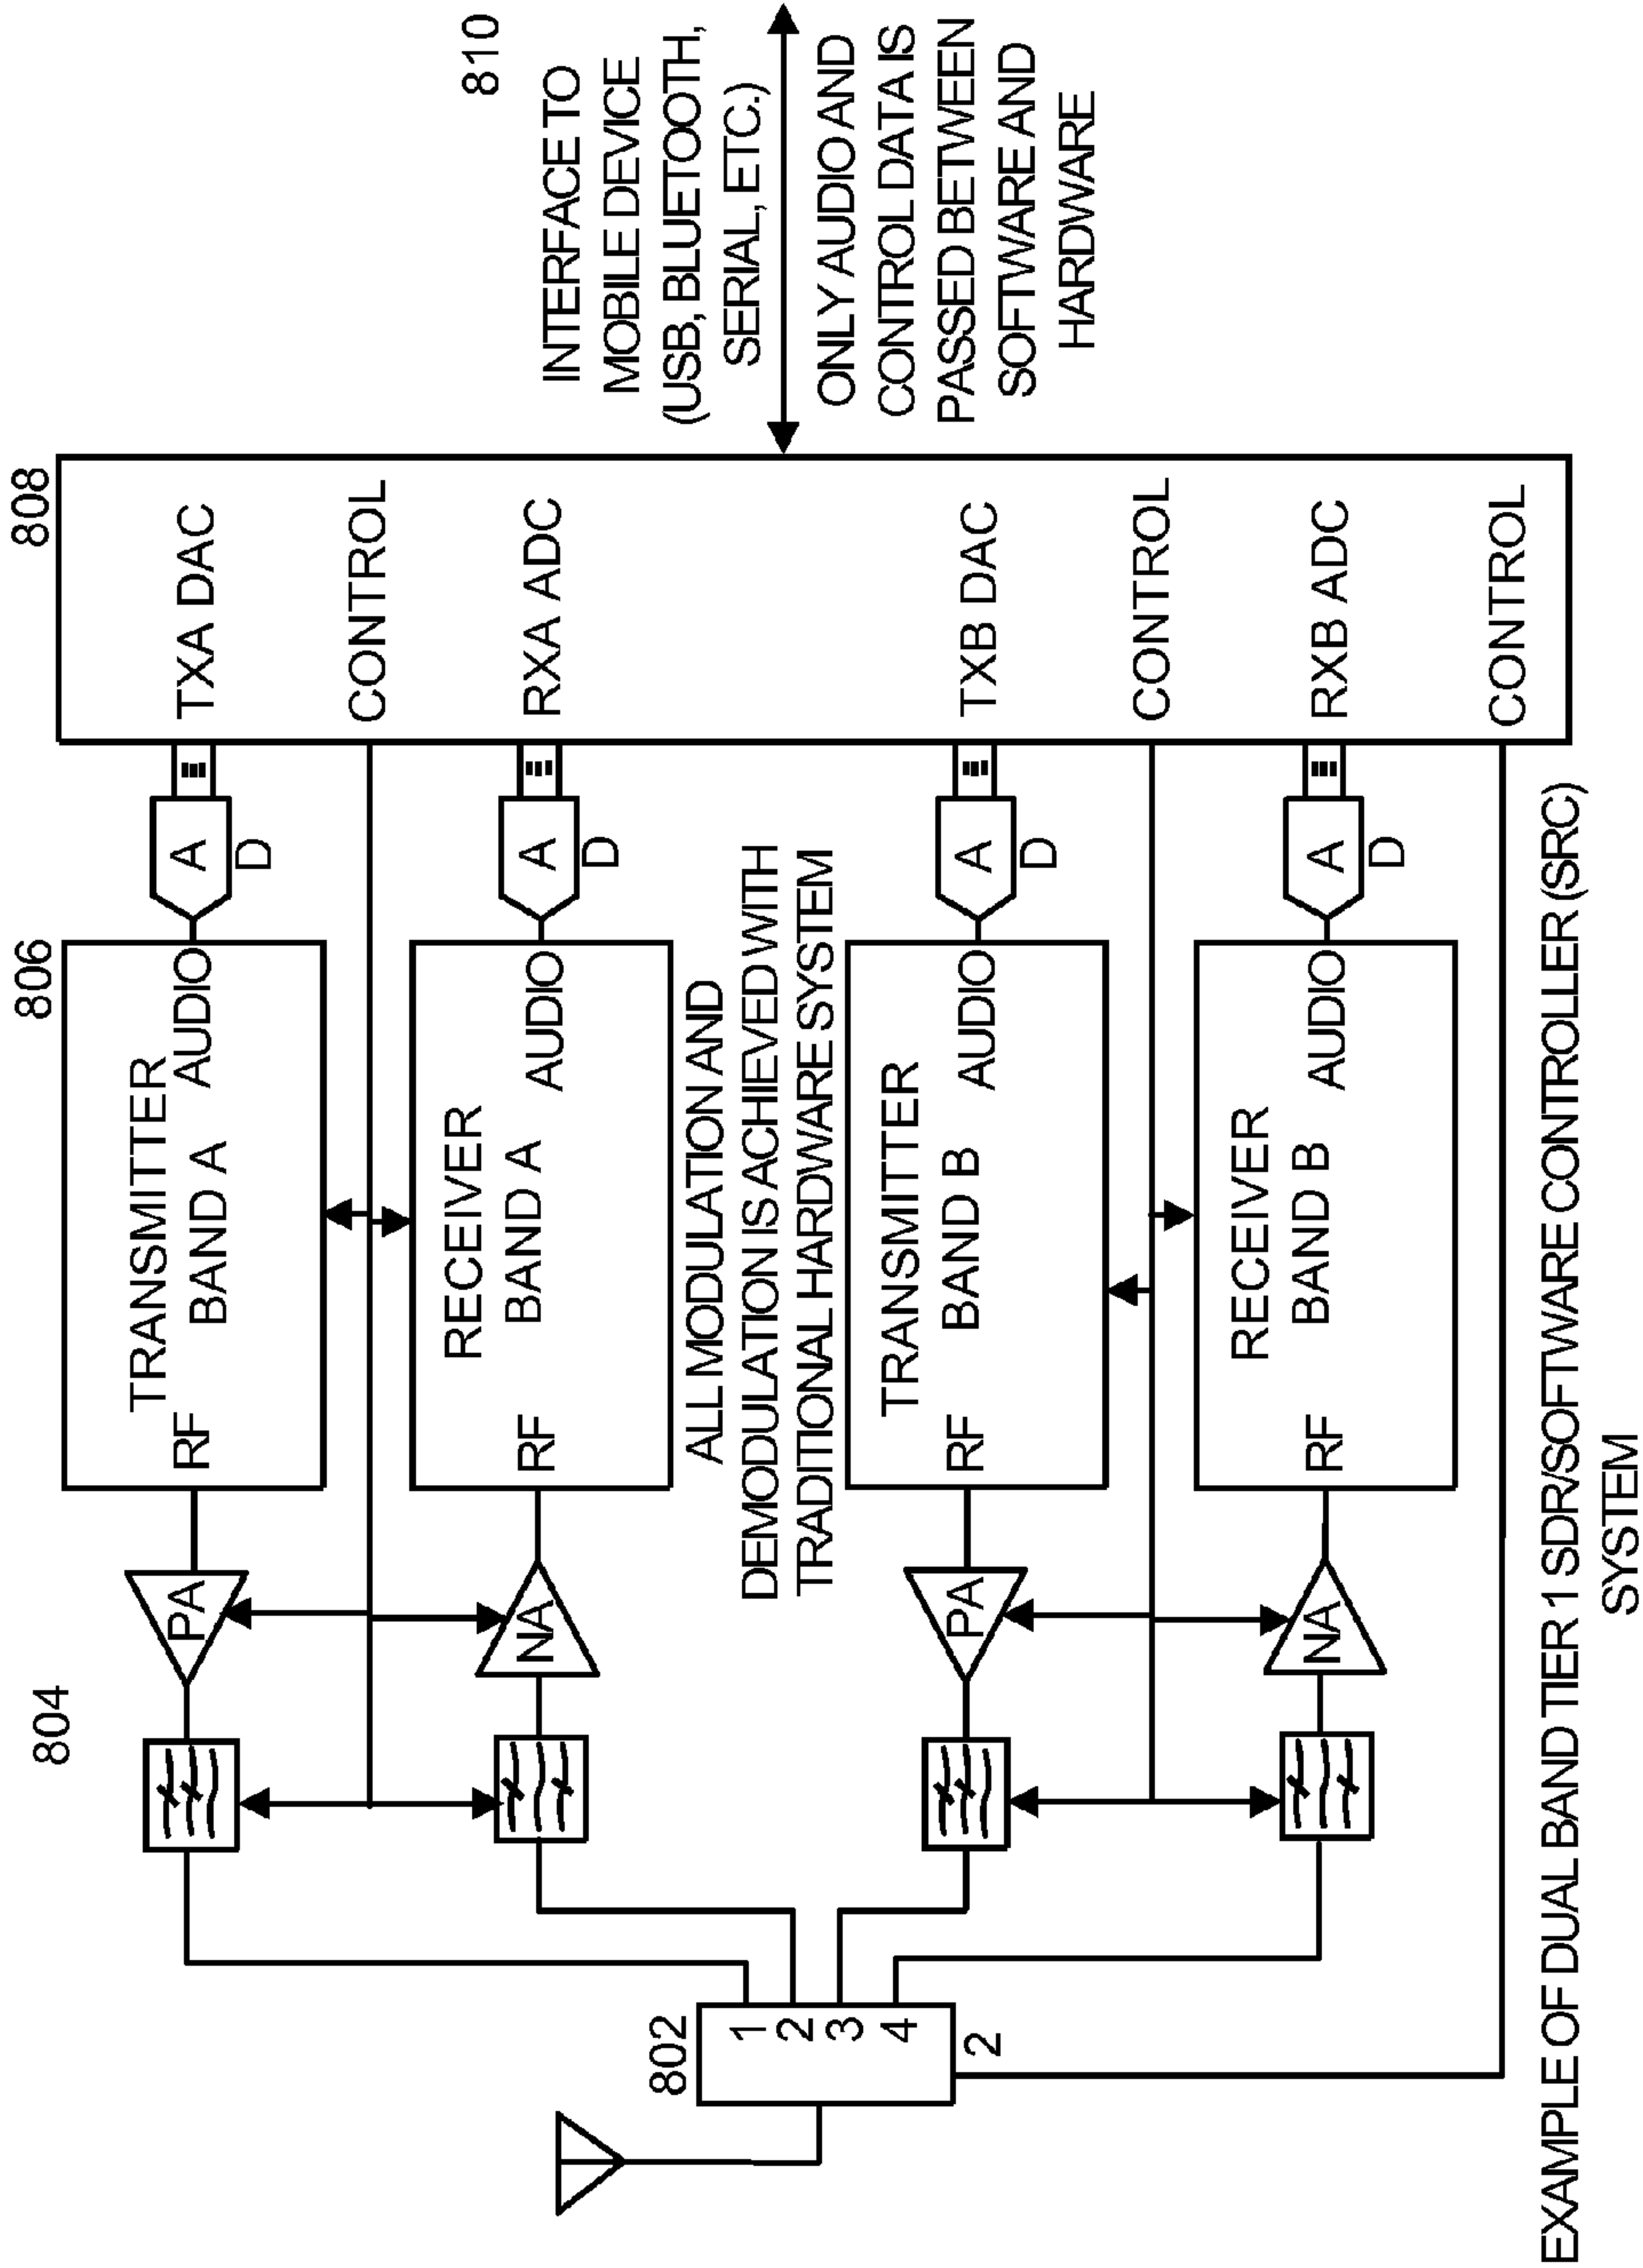 810
INTERFACE TO
MOBILE DEVICE
(USB, BLUETOOTH,
SERIAL, ETC.)
ONLY AUDIO AND
CONTROL DATA IS
PASSED BETWEEN
SOFTWARE AND
HARDWARE
808
TXA DAC
CONTROL
RXA ADC
TXB DAC
CONTROL
RXB ADC
CONTROL
A
D
A
D
A
D
A
D
806
TRANSMITTER
BAND A
RF
AUDIO
RECEIVER
BAND A
RF
AUDIO
ALL MODULATION AND
DEMODULATION IS ACHIEVED WITH
TRADITIONAL HARDWARE SYSTEM
TRANSMITTER
BAND B
RF
AUDIO
RECEIVER
BAND B
RF
AUDIO
804
PA
NA
PA
NA
802
1
2
3
4
2
EXAMPLE OF DUAL BAND TIER 1 SDR/SOFTWARE CONTROLLER (SRC)
SYSTEM